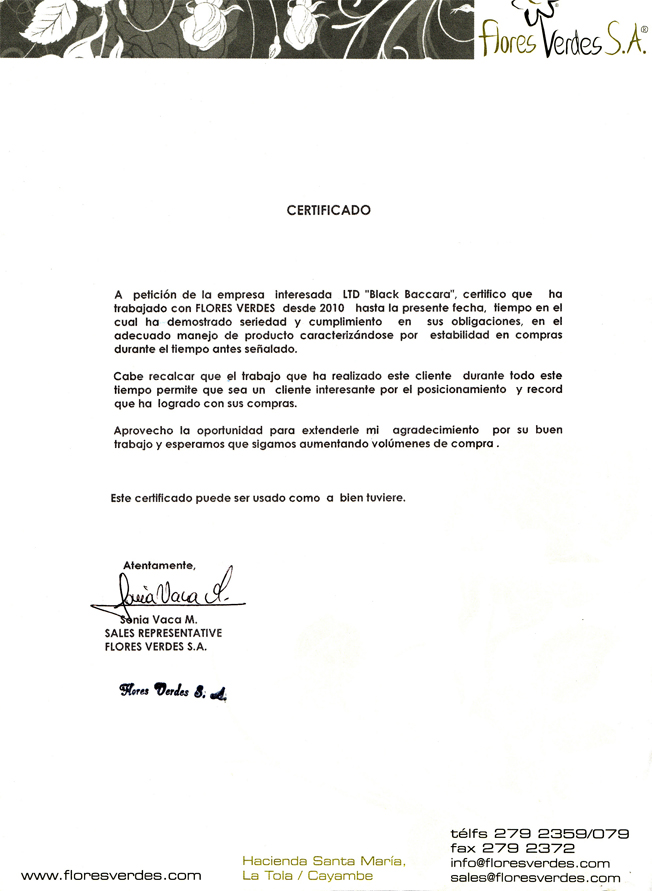 Flores Verdes S.A.®
CERTIFICADO
A petición de la empresa interesada LTD "Black Baccara", certifico que ha
trabajado con FLORES VERDES desde 2010 hasta la presente fecha, tiempo en el
cual ha demostrado seriedad y cumplimiento en sus obligaciones, en el
adecuado manejo de producto caracterizándose por estabilidad en compras
durante el tiempo antes señalado.
Cabe recalcar que el trabajo que ha realizado este cliente durante todo este
tiempo permite que sea un cliente interesante por el posicionamiento y record
que ha logrado con sus compras.
Aprovecho la oportunidad para extenderle mi agradecimiento por su buen
trabajo y esperamos que sigamos aumentando volúmenes de compra .
Este certificado puede ser usado como a bien tuviere.
Atentamente,
Sonia Vaca M.
Sonia Vaca M.
SALES REPRESENTATIVE
FLORES VERDES S.A.
Flores Verdes S. A.
www.floresverdes.com
Hacienda Santa María,
La Tola / Cayambe
télfs 279 2359/079
fax 279 2372
info@floresverdes.com
sales@floresverdes.com